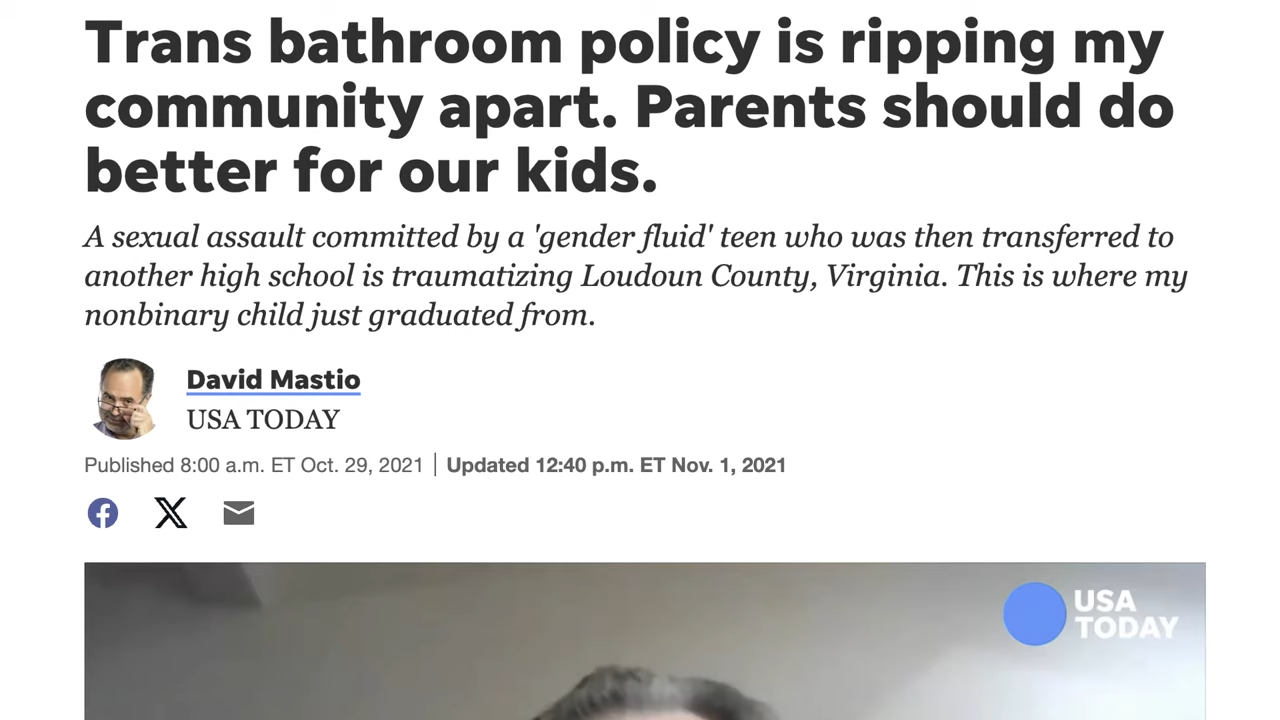 Trans bathroom policy is ripping my
community apart. Parents should do
better for our kids.
A sexual assault committed by a 'gender fluid' teen who was then transferred to
another high school is traumatizing Loudoun County, Virginia. This is where my
nonbinary child just graduated from.
David Mastio
USA TODAY
Published 8:00 a.m. ET Oct. 29, 2021 | Updated 12:40 p.m. ET Nov. 1, 2021
USA
TODAY